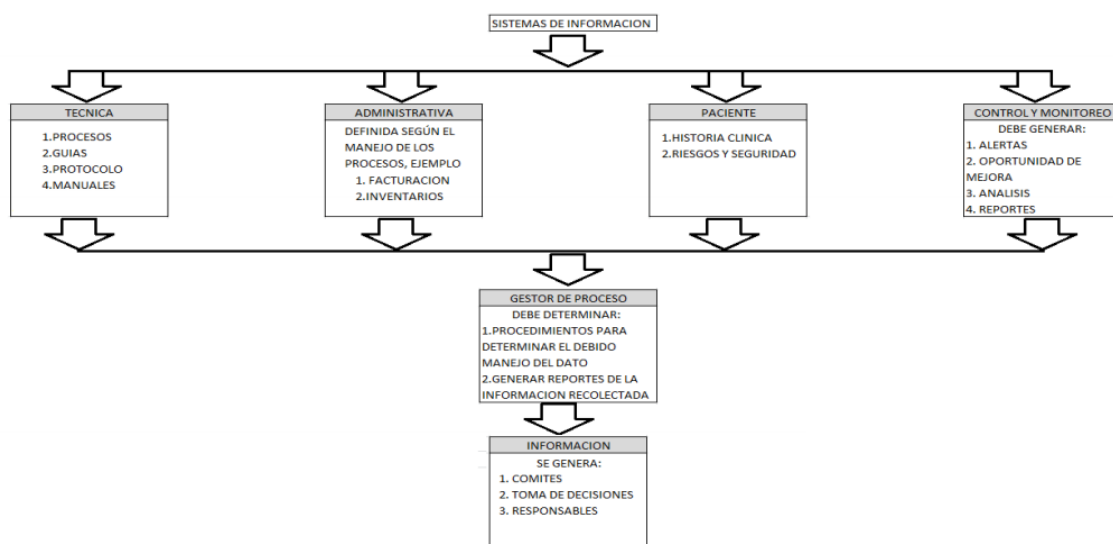 SISTEMAS DE INFORMACION
TECNICA
1.PROCESOS
2.GUIAS
3.PROTOCOLO
4.MANUALES
ADMINISTRATIVA
DEFINIDA SEGÚN EL
MANEJO DE LOS
PROCESOS, EJEMPLO
1. FACTURACION
2.INVENTARIOS
PACIENTE
1.HISTORIA CLINICA
2.RIESGOS Y SEGURIDAD
CONTROL Y MONITOREO
DEBE GENERAR:
1. ALERTAS
2. OPORTUNIDAD DE
MEJORA
3. ANALISIS
4. REPORTES
GESTOR DE PROCESO
DEBE DETERMINAR:
1.PROCEDIMIENTOS PARA
DETERMINAR EL DEBIDO
MANEJO DEL DATO
2.GENERAR REPORTES DE LA
INFORMACION RECOLECTADA
INFORMACION
SE GENERA:
1. COMITES
2. TOMA DE DECISIONES
3. RESPONSABLES